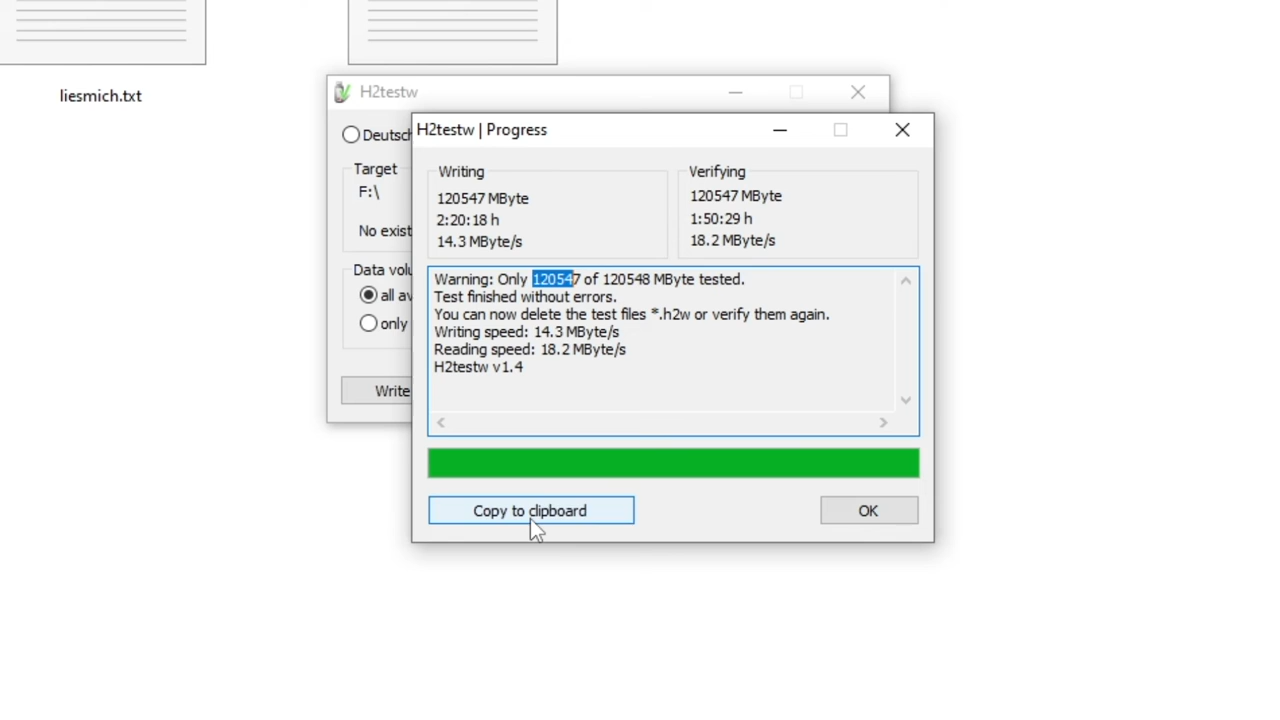 liesmich.txt
H2testw
Deutsch
Target
F:\
No exist
Data volu
all av
only
Write
H2testw | Progress
Writing
120547 MByte
2:20:18 h
14.3 MByte/s
Verifying
120547 MByte
1:50:29 h
18.2 MByte/s
Warning: Only 120547 of 120548 MByte tested.
Test finished without errors.
You can now delete the test files *.h2w or verify them again.
Writing speed: 14.3 MByte/s
Reading speed: 18.2 MByte/s
H2testw v1.4
Copy to clipboard
OK